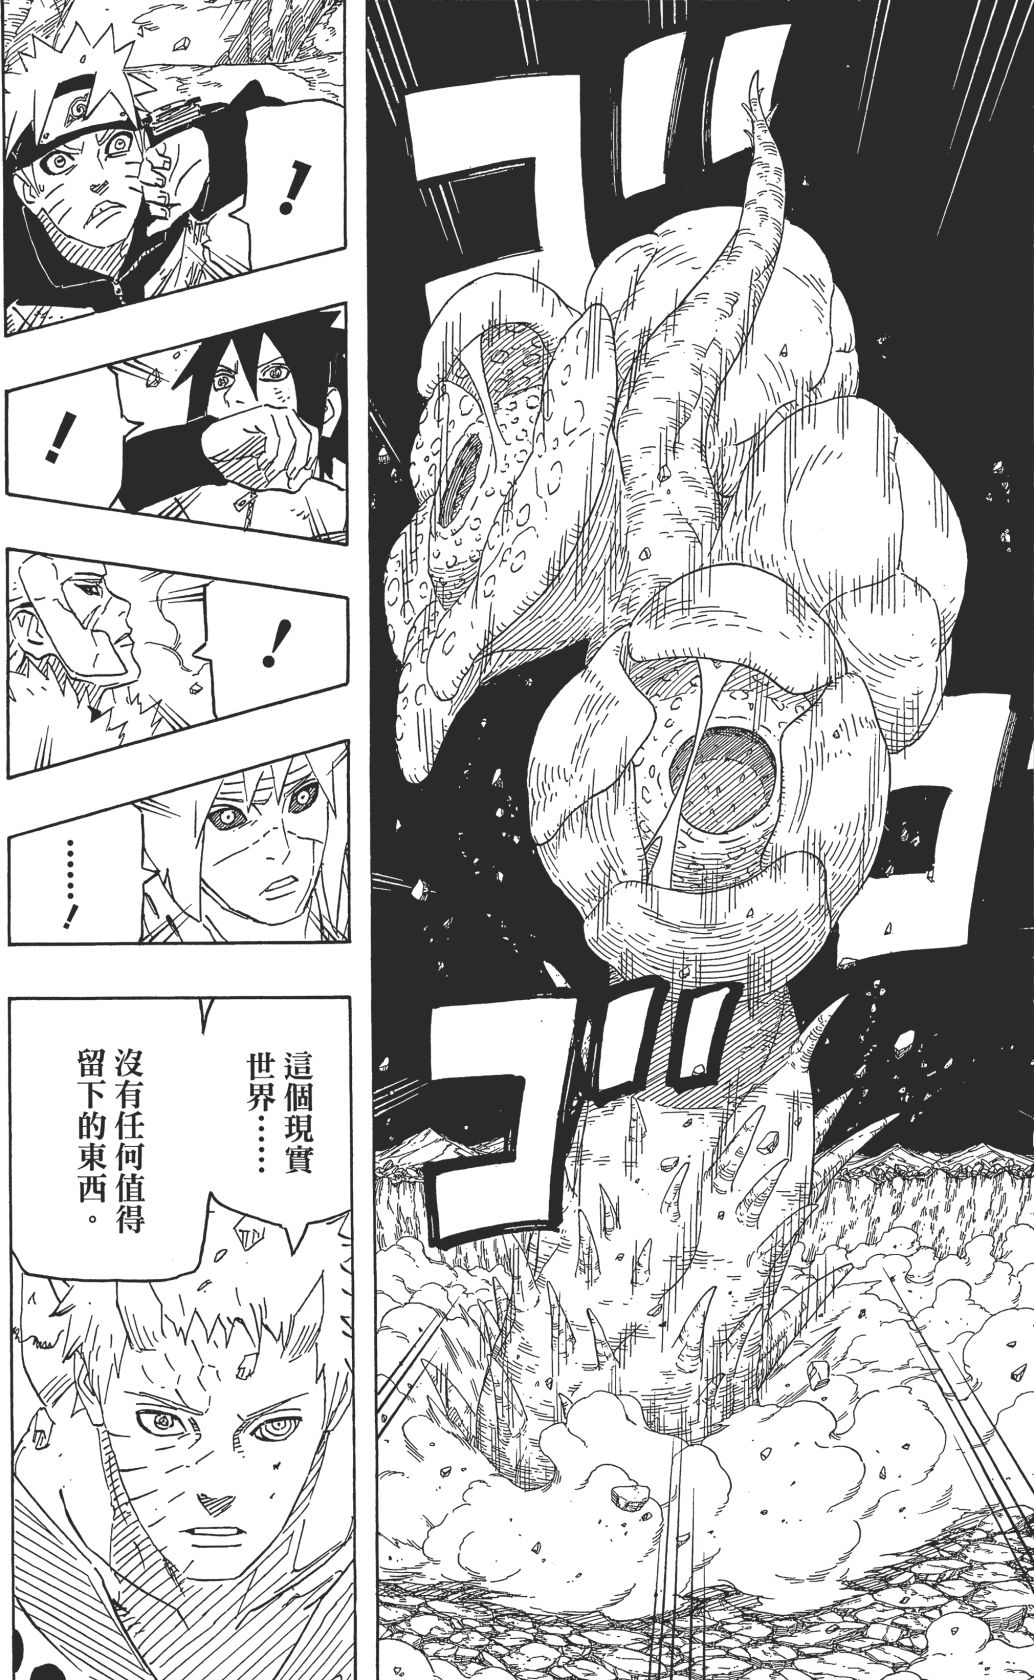 ゴゴ
ゴ
！
！
！
……！
這個現實
世界……
沒有任何值得
留下的東西。